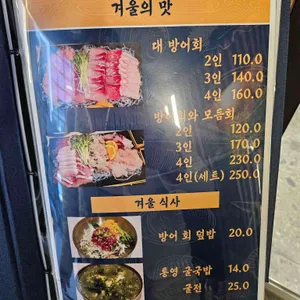 겨울의 맛
대 방어회
2인 110.0
3인 140.0
4인 160.0
방어회와 모듬회
2인 120.0
3인 170.0
4인 230.0
4인(세트) 250.0
겨울 식사
방어 회 덮밥 20.0
통영 굴국밥 14.0
굴전 25.0